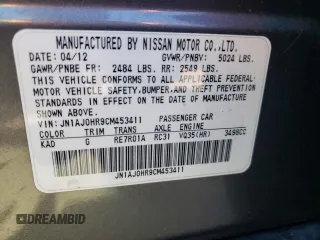 MANUFACTURED BY NISSAN MOTOR CO.,LTD.
DATE: 04/12 GVWR/PNBV: 5024 LBS.
GAWR/PNBE FR: 2484 LBS. RR: 2549 LBS.
THIS VEHICLE CONFORMS TO ALL APPLICABLE FEDERAL
MOTOR VEHICLE SAFETY, BUMPER, AND THEFT PREVENTION
STANDARDS IN EFFECT ON THE DATE OF MANUFACTURE
SHOWN ABOVE.
JN1AJ0HR9CM453411 PASSENGER CAR
COLOR TRIM TRANS AXLE ENGINE
KAD G RE7R01A RC31 VQ35(HR) 3498CC
JN1AJ0HR9CM453411
© DREAMBID